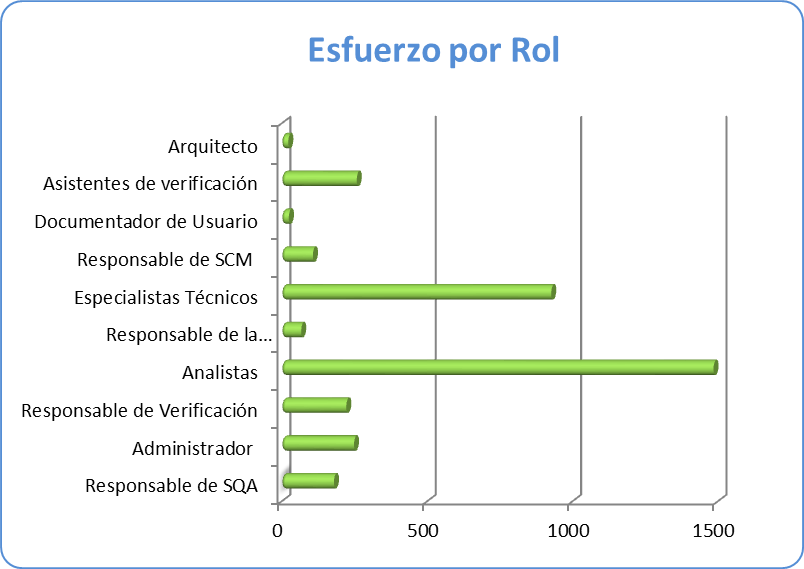 Esfuerzo por Rol
Arquitecto
Asistentes de verificación
Documentador de Usuario
Responsable de SCM
Especialistas Técnicos
Responsable de la...
Analistas
Responsable de Verificación
Administrador
Responsable de SQA
0 500 1000 1500